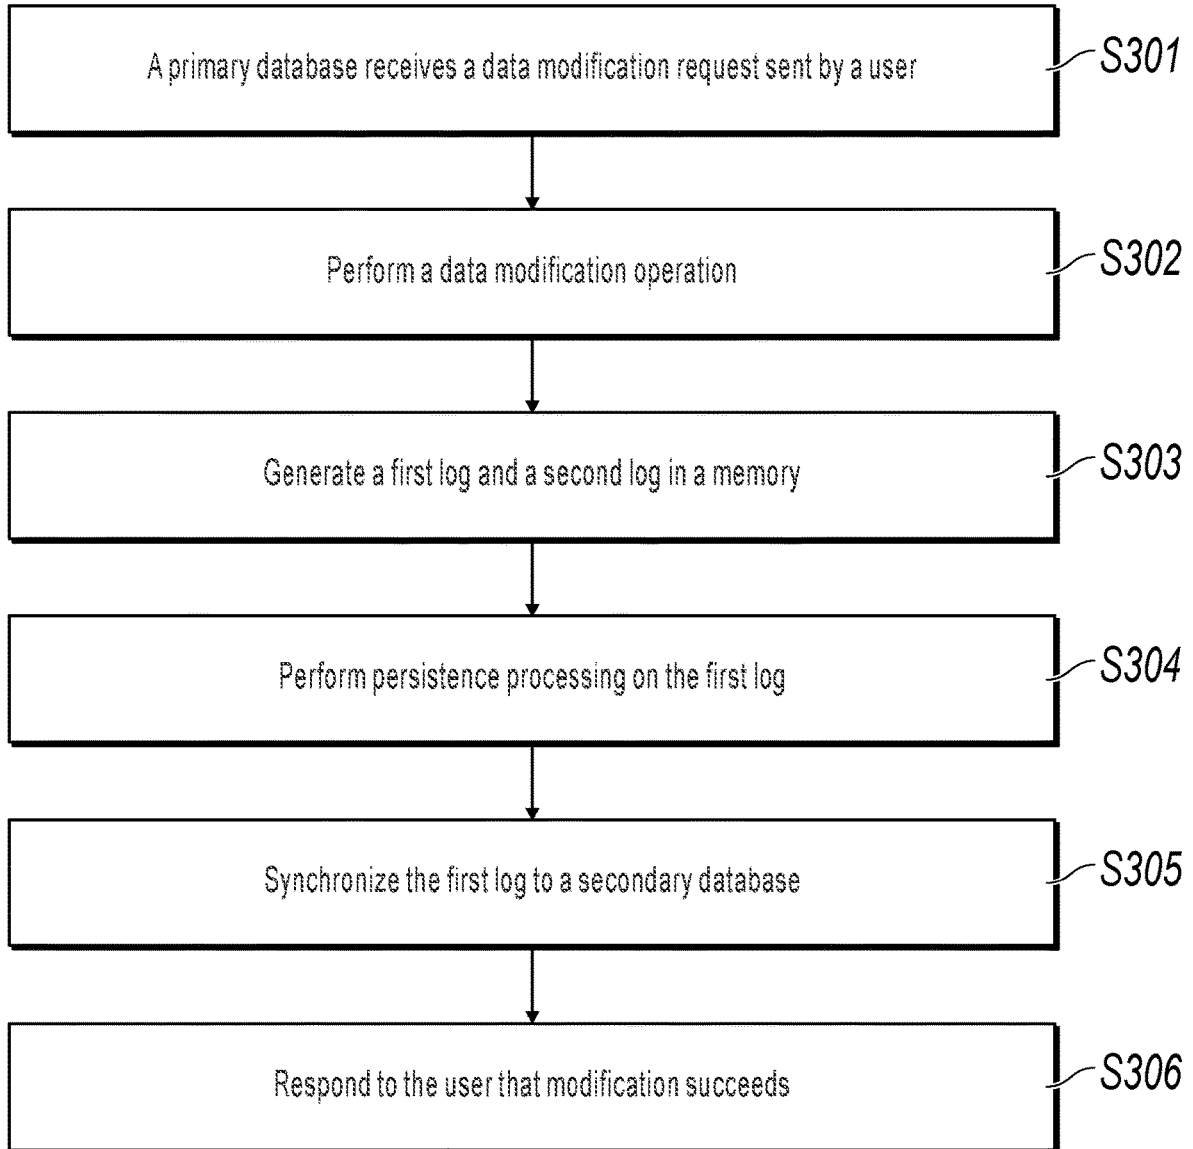 A primary database receives a data modification request sent by a user
S301
Perform a data modification operation
S302
Generate a first log and a second log in a memory
S303
Perform persistence processing on the first log
S304
Synchronize the first log to a secondary database
S305
Respond to the user that modification succeeds
S306